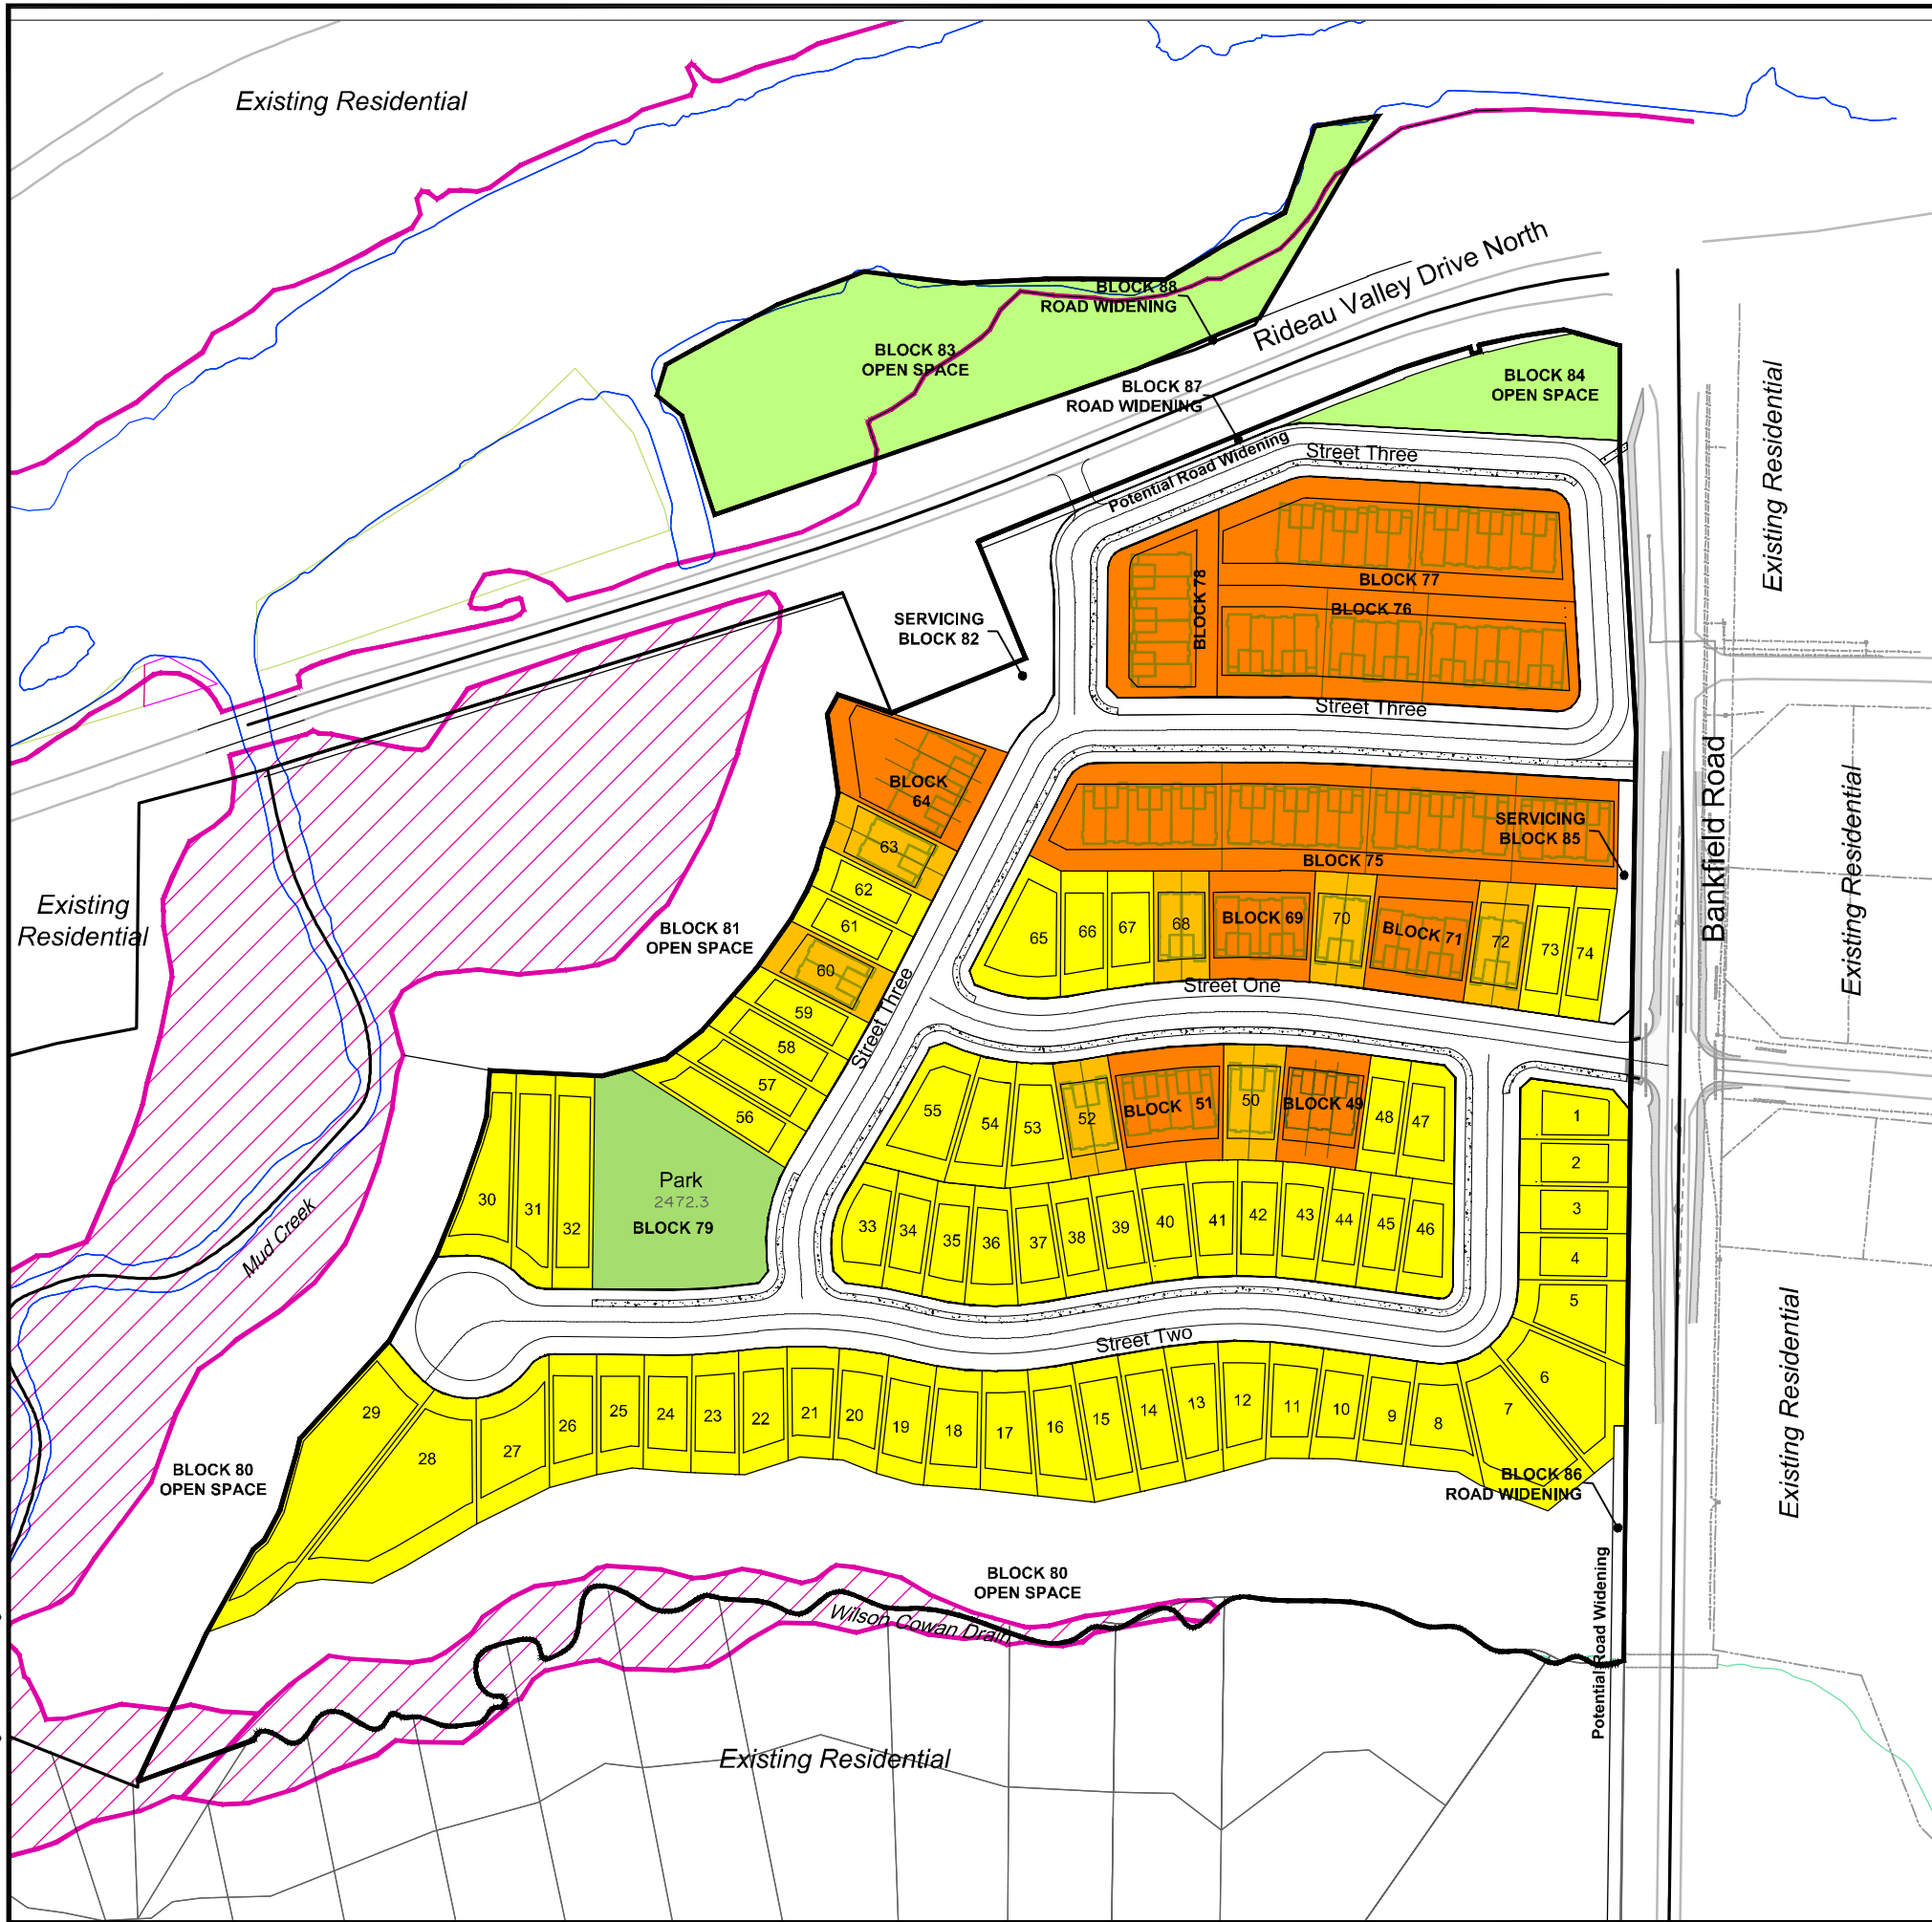 Existing Residential
BLOCK 88
ROAD WIDENING
Rideau Valley Drive North
BLOCK 83
OPEN SPACE
BLOCK 87
ROAD WIDENING
BLOCK 84
OPEN SPACE
Existing Residential
Potential Road Widening
Street Three
BLOCK 77
BLOCK 78
BLOCK 76
SERVICING
BLOCK 82
Street Three
Bankfield Road
BLOCK
64
63
SERVICING
BLOCK 85
BLOCK 75
Existing Residential
62
61
60
59
58
57
56
Existing
Residential
BLOCK 81
OPEN SPACE
65
66
67
68
BLOCK 69
70
BLOCK 71
72
73
74
Street One
Street Three
55
54
53
52
BLOCK 51
50
BLOCK 49
48
47
1
2
3
4
5
6
7
Park
2472.3
BLOCK 79
30
31
32
33
34
35
36
37
38
39
40
41
42
43
44
45
46
Mud Creek
Street Two
Existing Residential
29
28
27
26
25
24
23
22
21
20
19
18
17
16
15
14
13
12
11
10
9
8
BLOCK 80
OPEN SPACE
BLOCK 86
ROAD WIDENING
BLOCK 80
OPEN SPACE
Wilson Cowan Drain
Potential Road Widening
Existing Residential